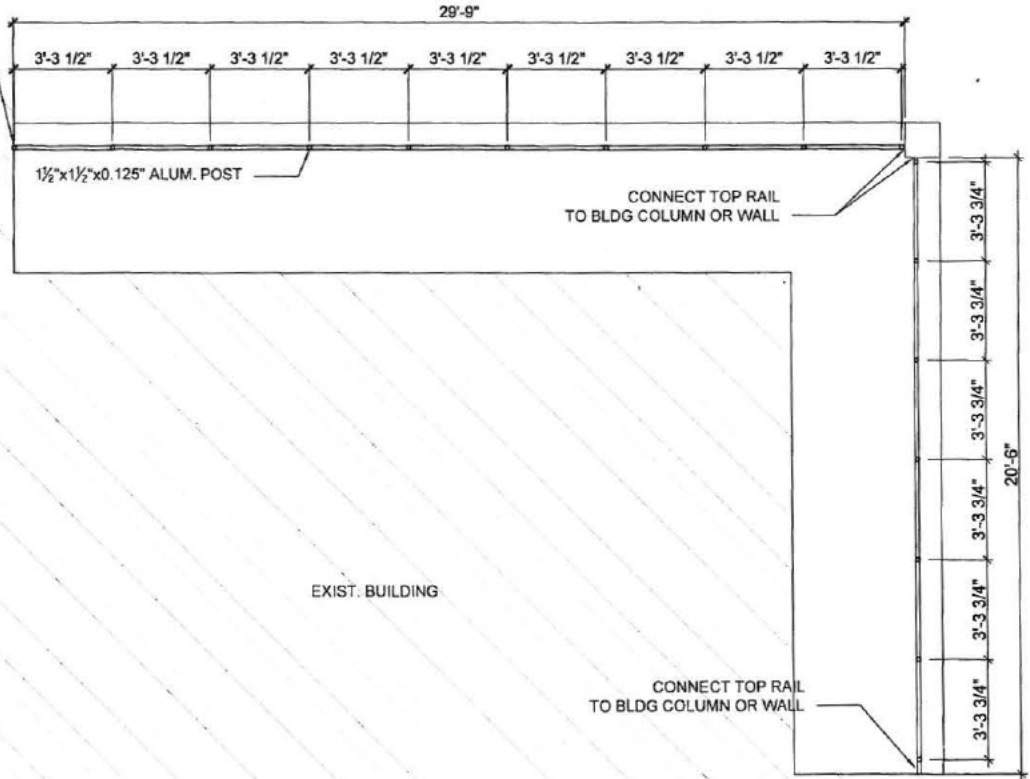 29'-9"
3'-3 1/2" 3'-3 1/2" 3'-3 1/2" 3'-3 1/2" 3'-3 1/2" 3'-3 1/2" 3'-3 1/2" 3'-3 1/2" 3'-3 1/2"
1½"x1½"x0.125" ALUM. POST
CONNECT TOP RAIL
TO BLDG COLUMN OR WALL
3'-3 3/4"
3'-3 3/4"
3'-3 3/4"
3'-3 3/4"
3'-3 3/4"
3'-3 3/4"
20'-6"
EXIST. BUILDING
CONNECT TOP RAIL
TO BLDG COLUMN OR WALL